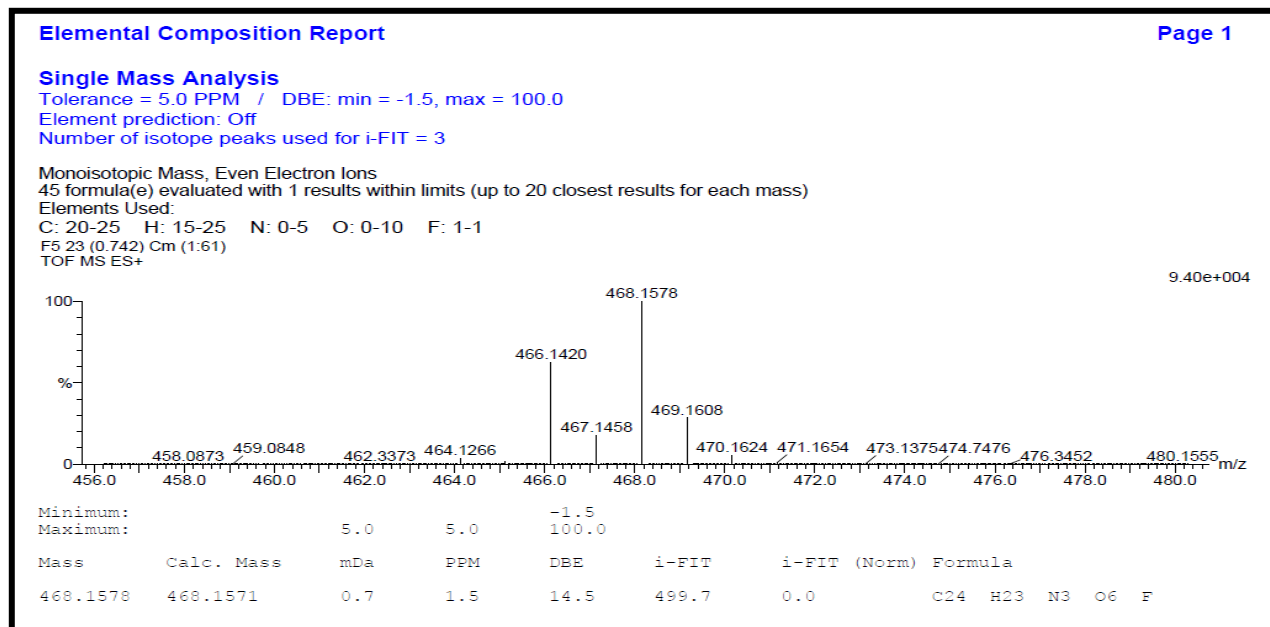 Elemental Composition Report Page 1
Single Mass Analysis
Tolerance = 5.0 PPM / DBE: min = -1.5, max = 100.0
Element prediction: Off
Number of isotope peaks used for i-FIT = 3
Monoisotopic Mass, Even Electron Ions
45 formula(e) evaluated with 1 results within limits (up to 20 closest results for each mass)
Elements Used:
C: 20-25 H: 15-25 N: 0-5 O: 0-10 F: 1-1
F5 23 (0.742) Cm (1:61)
TOF MS ES+
9.40e+004
100
468.1578
466.1420
%
469.1608
467.1458
458.0873 459.0848 462.3373 464.1266 470.1624 471.1654 473.1375 474.7476 476.3452 480.1555
0
m/z
456.0 458.0 460.0 462.0 464.0 466.0 468.0 470.0 472.0 474.0 476.0 478.0 480.0
Minimum: -1.5
Maximum: 5.0 5.0 100.0
Mass Calc. Mass mDa PPM DBE i-FIT i-FIT (Norm) Formula
468.1578 468.1571 0.7 1.5 14.5 499.7 0.0 C24 H23 N3 O6 F